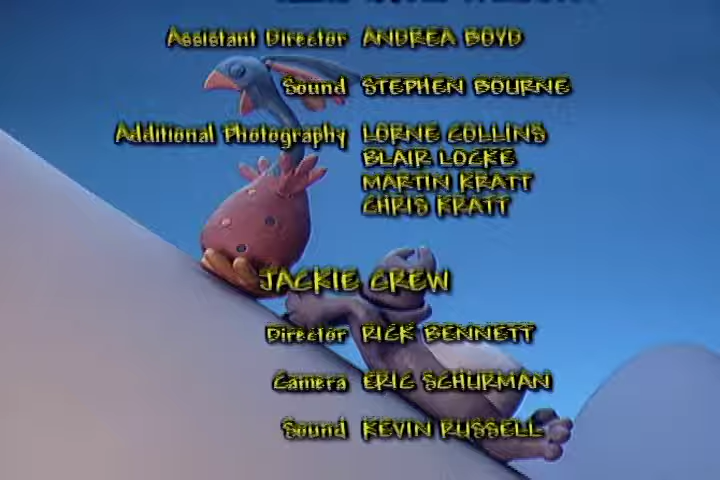 Assistant Director ANDREA BOYD
Sound STEPHEN BOURNE
Additional Photography LORNE COLLINS
BLAIR LOCKE
MARTIN KRATT
CHRIS KRATT
JACKIE CREW
Director RICK BENNETT
Camera ERIC SCHURMAN
Sound KEVIN RUSSELL